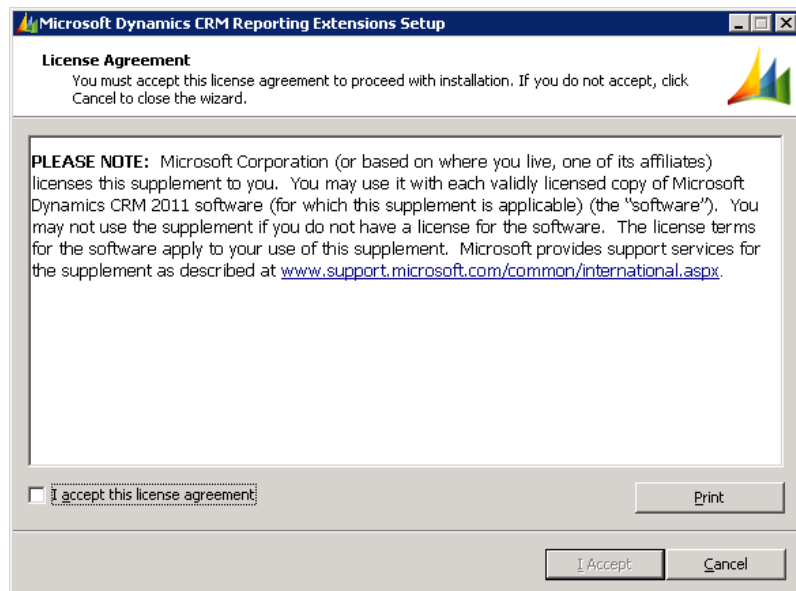 Microsoft Dynamics CRM Reporting Extensions Setup
License Agreement
You must accept this license agreement to proceed with installation. If you do not accept, click
Cancel to close the wizard.
PLEASE NOTE: Microsoft Corporation (or based on where you live, one of its affiliates)
licenses this supplement to you. You may use it with each validly licensed copy of Microsoft
Dynamics CRM 2011 software (for which this supplement is applicable) (the "software"). You
may not use the supplement if you do not have a license for the software. The license terms
for the software apply to your use of this supplement. Microsoft provides support services for
the supplement as described at www.support.microsoft.com/common/international.aspx.
I accept this license agreement
Print
I Accept
Cancel